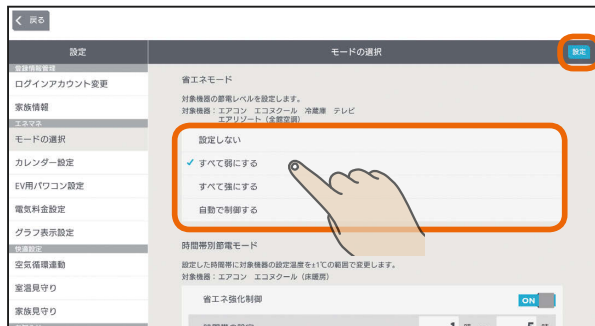 戻る
設定
モードの選択
設定
登録情報管理
ログインアカウント変更
家族情報
エネマネ
モードの選択
カレンダー設定
EV用パワコン設定
電気料金設定
グラフ表示設定
快適設定
空気循環連動
室温見守り
家族見守り
省エネモード
対象機器の節電レベルを設定します。
対象機器：エアコン エコヌクール 冷蔵庫 テレビ
エアリゾート（全館空調）
設定しない
すべて弱にする
すべて強にする
自動で制御する
時間帯別節電モード
設定した時間帯に対象機器の設定温度を±1℃の範囲で変更します。
対象機器：エアコン エコヌクール（床暖房）
省エネ強化制御
ON